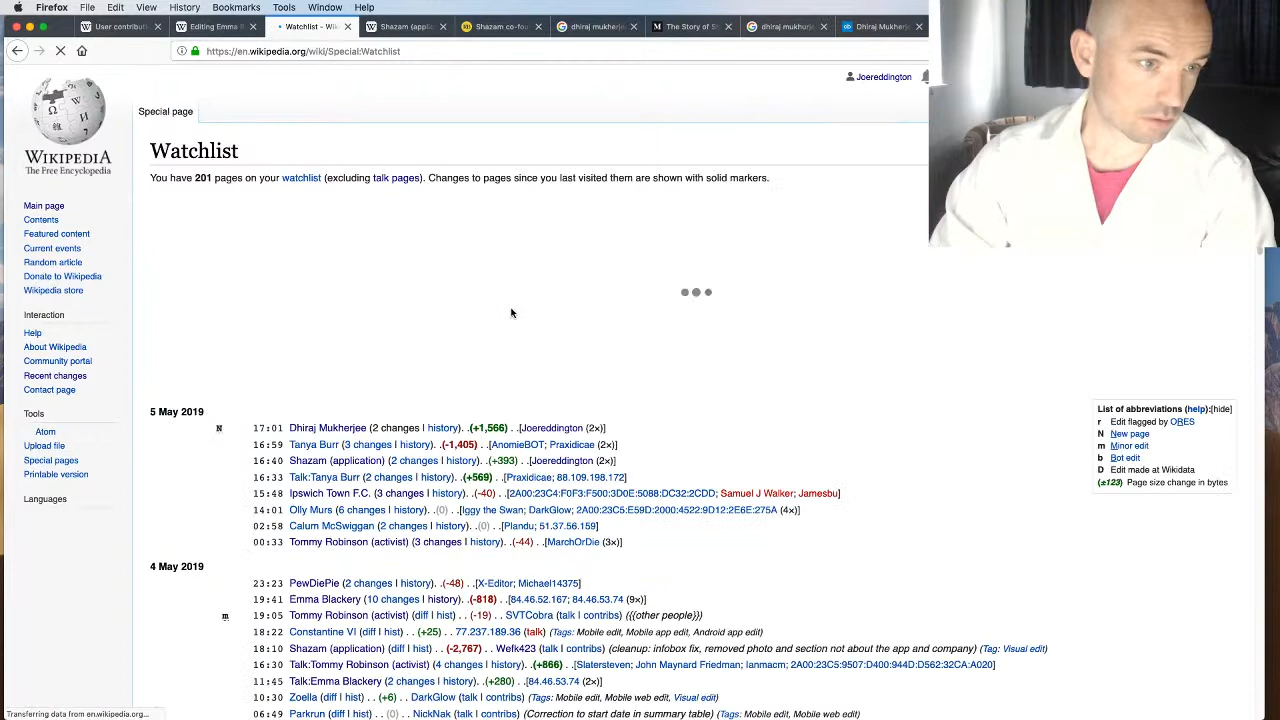 Firefox File Edit View History Bookmarks Tools Window Help
User contributi Editing Emma Watchlist - Wi Shazam (applic Shazam co-fou dhiraj mukherje The Story of S dhiraj mukhurje Dhiraj Mukherje
https://en.wikipedia.org/wiki/Special:Watchlist
Joereddington
Special page
WIKIPEDIA
The Free Encyclopedia
Main page
Contents
Featured content
Current events
Random article
Donate to Wikipedia
Wikipedia store
Interaction
Help
About Wikipedia
Community portal
Recent changes
Contact page
Tools
Atom
Upload file
Special pages
Printable version
Languages
Watchlist
You have 201 pages on your watchlist (excluding talk pages). Changes to pages since you last visited them are shown with solid markers.
5 May 2019
N 17:01 Dhiraj Mukherjee (2 changes | history). .(+1,566) . .[Joereddington (2×)]
16:59 Tanya Burr (3 changes | history). .(-1,405) . .[AnomieBOT; Praxidicae (2×)]
16:40 Shazam (application) (2 changes | history). .(+393) . .[Joereddington (2×)]
16:33 Talk:Tanya Burr (2 changes | history). .(+569) . .[Praxidicae; 88.109.198.172]
15:48 Ipswich Town F.C. (3 changes | history). .(-40) . .[2A00:23C4:F0F3:F500:3D0E:5088:DC32:2CDD; Samuel J Walker; Jamesbu]
14:01 Olly Murs (6 changes | history). .(0) . .[Iggy the Swan; DarkGlow; 2A00:23C5:E59D:2000:4522:9D12:2E6E:275A (4×)]
02:58 Calum McSwiggan (2 changes | history). .(0) . .[Plandu; 51.37.56.159]
00:33 Tommy Robinson (activist) (3 changes | history). .(-44) . .[MarchOrDie (3×)]
4 May 2019
23:23 PewDiePie (2 changes | history). .(-48) . .[X-Editor; Michael14375]
19:41 Emma Blackery (10 changes | history). .(-818) . .[84.46.52.167; 84.46.53.74 (9×)]
m 19:05 Tommy Robinson (activist) (diff | hist) . . (-19) . . SVTCobra (talk | contribs) ({{other people}})
18:22 Constantine VI (diff | hist) . . (+25) . . 77.237.189.36 (talk) (Tags: Mobile edit, Mobile app edit, Android app edit)
18:10 Shazam (application) (diff | hist) . . (-2,767) . . Wefk423 (talk | contribs) (cleanup: infobox fix, removed photo and section not about the app and company) (Tag: Visual edit)
16:30 Talk:Tommy Robinson (activist) (4 changes | history). .(+866) . .[Slatersteven; John Maynard Friedman; Ianmacm; 2A00:23C5:9507:D400:944D:D562:32CA:A020]
11:45 Talk:Emma Blackery (2 changes | history). .(+280) . .[84.46.53.74 (2×)]
10:30 Zoella (diff | hist) . . (+6) . . DarkGlow (talk | contribs) (Tags: Mobile edit, Mobile web edit, Visual edit)
06:49 Parkrun (diff | hist) . . (0) . . NickNak (talk | contribs) (Correction to start date in summary table) (Tags: Mobile edit, Mobile web edit)
List of abbreviations (help):[hide]
r Edit flagged by ORES
N New page
m Minor edit
b Bot edit
D Edit made at Wikidata
(±123) Page size change in bytes
Transferring data from en.wikipedia.org...